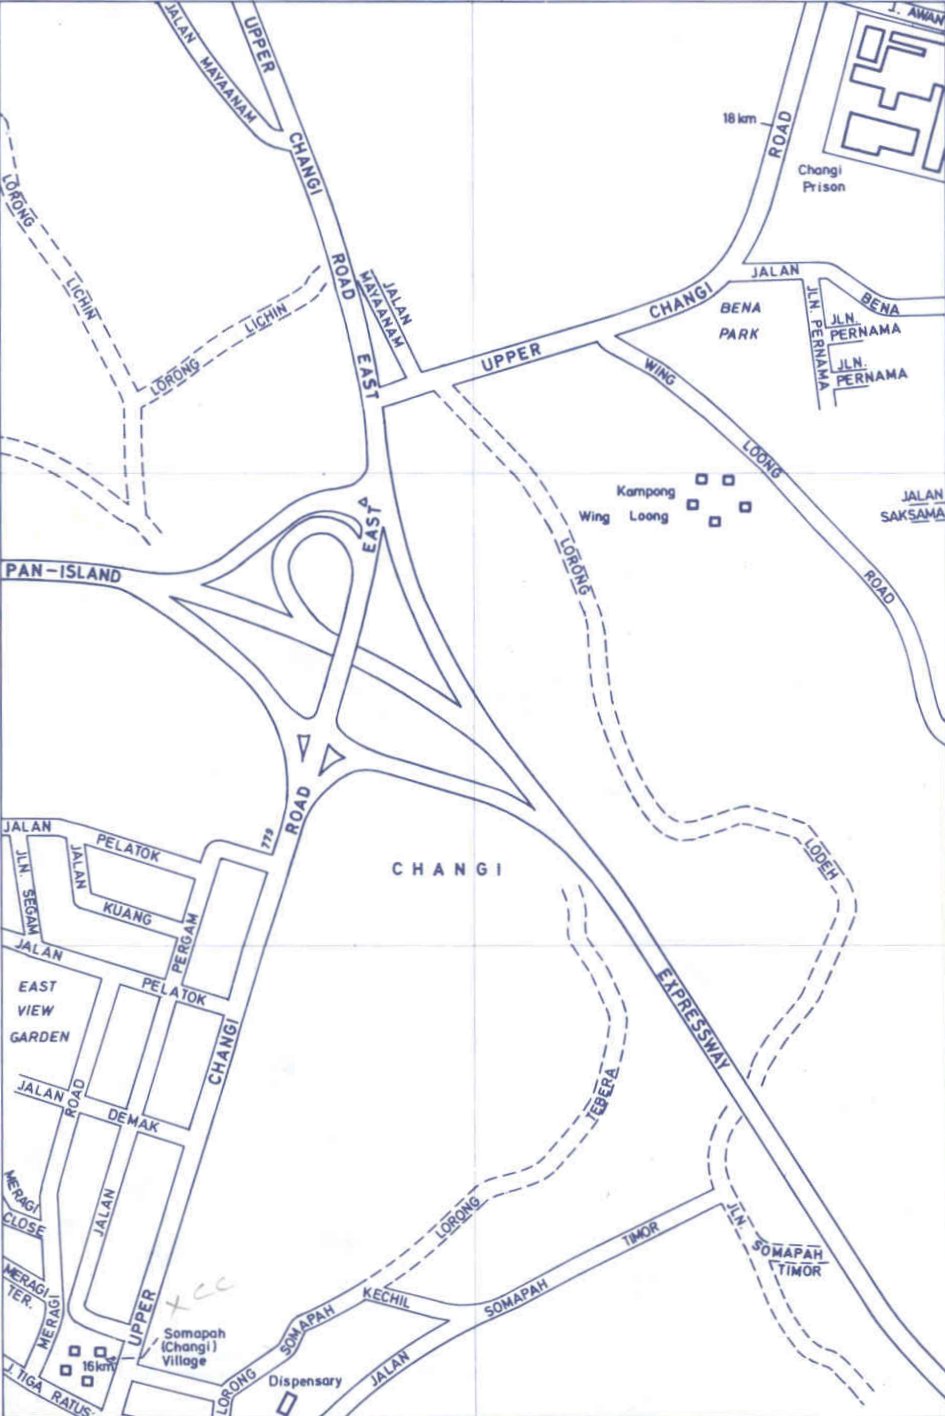 J. AWAN
JALAN MAYAANAM
UPPER CHANGI ROAD EAST
18 km
ROAD
Changi
Prison
LORONG LICHIN
LORONG LICHIN
JALAN
MAYAANAM
JALAN BENA
UPPER CHANGI
BENA
PARK
JLN. PERNAMA
JLN.
PERNAMA
JLN.
PERNAMA
WING LOONG ROAD
Kampong
Wing Loong
JALAN
SAKSAMA
EAST
PAN-ISLAND
LORONG LODEH
ROAD
779
CHANGI
JALAN PELATOK
JLN. SEGAM
JALAN KUANG
PERGAM
JALAN PELATOK
EAST
VIEW
GARDEN
CHANGI
EXPRESSWAY
JALAN DEMAK
ROAD
LORONG TEBERA
MERAGI
CLOSE
JALAN
MERAGI
TER.
MERAGI
UPPER
x CC
JLN.
SOMAPAH
TIMOR
JALAN SOMAPAH TIMOR
LORONG SOMAPAH KECHIL
Somapah
(Changi)
Village
16km
J. TIGA RATUS
Dispensary